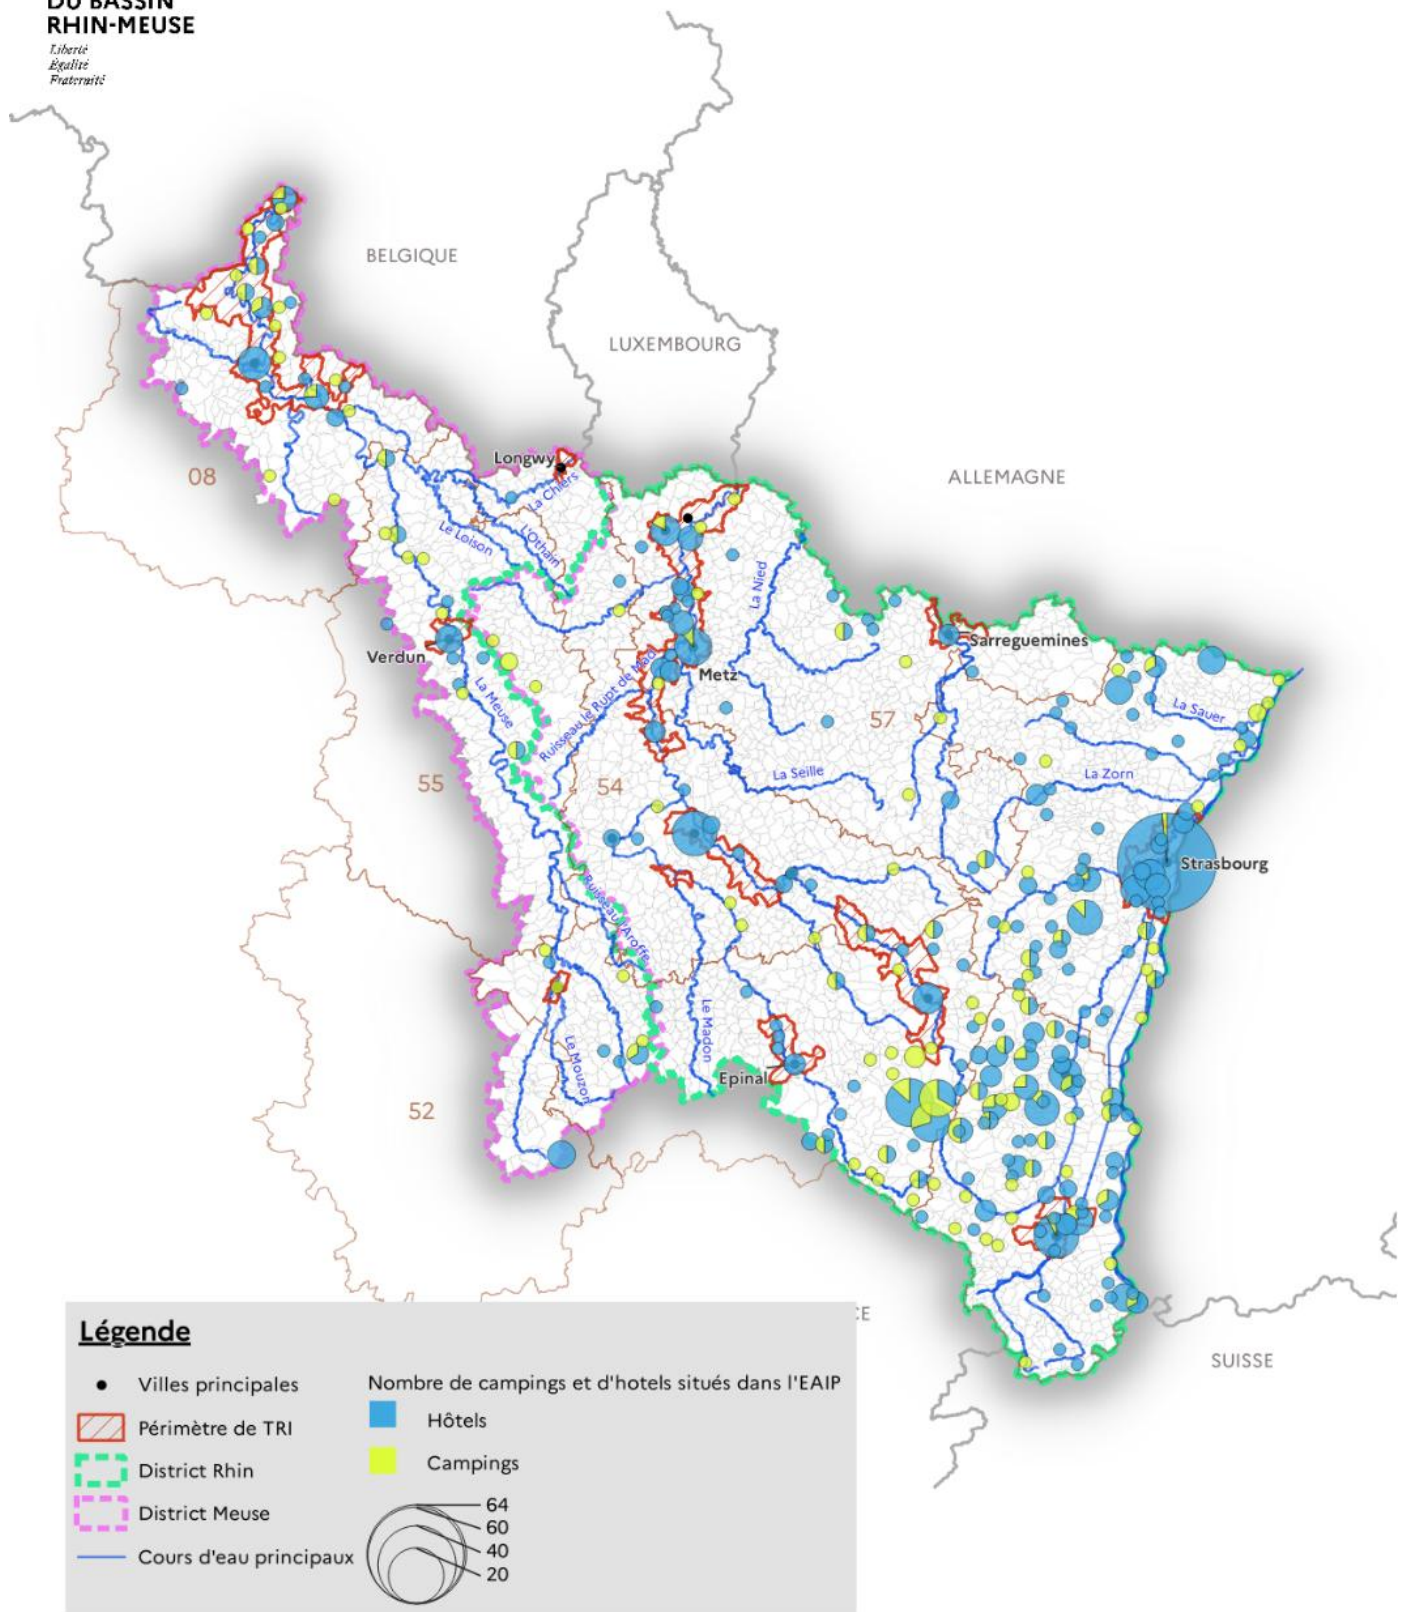 DU BASSIN
RHIN-MEUSE
Liberté
Égalité
Fraternité
BELGIQUE
LUXEMBOURG
ALLEMAGNE
Longwy
08
La Chiers
Le Loison
L'Othain
La Nied
Sarreguemines
Verdun
Metz
La Meuse
Ruisseau le Rupt de Mad
57
La Sauer
55
54
La Seille
La Zorn
Strasbourg
Ruisseau l'Aroffe
Le Madon
Le Mouzon
Epinal
52
CE
SUISSE
Légende
Villes principales
Périmètre de TRI
District Rhin
District Meuse
Cours d'eau principaux
Nombre de campings et d'hotels situés dans l'EAIP
Hôtels
Campings
64
60
40
20